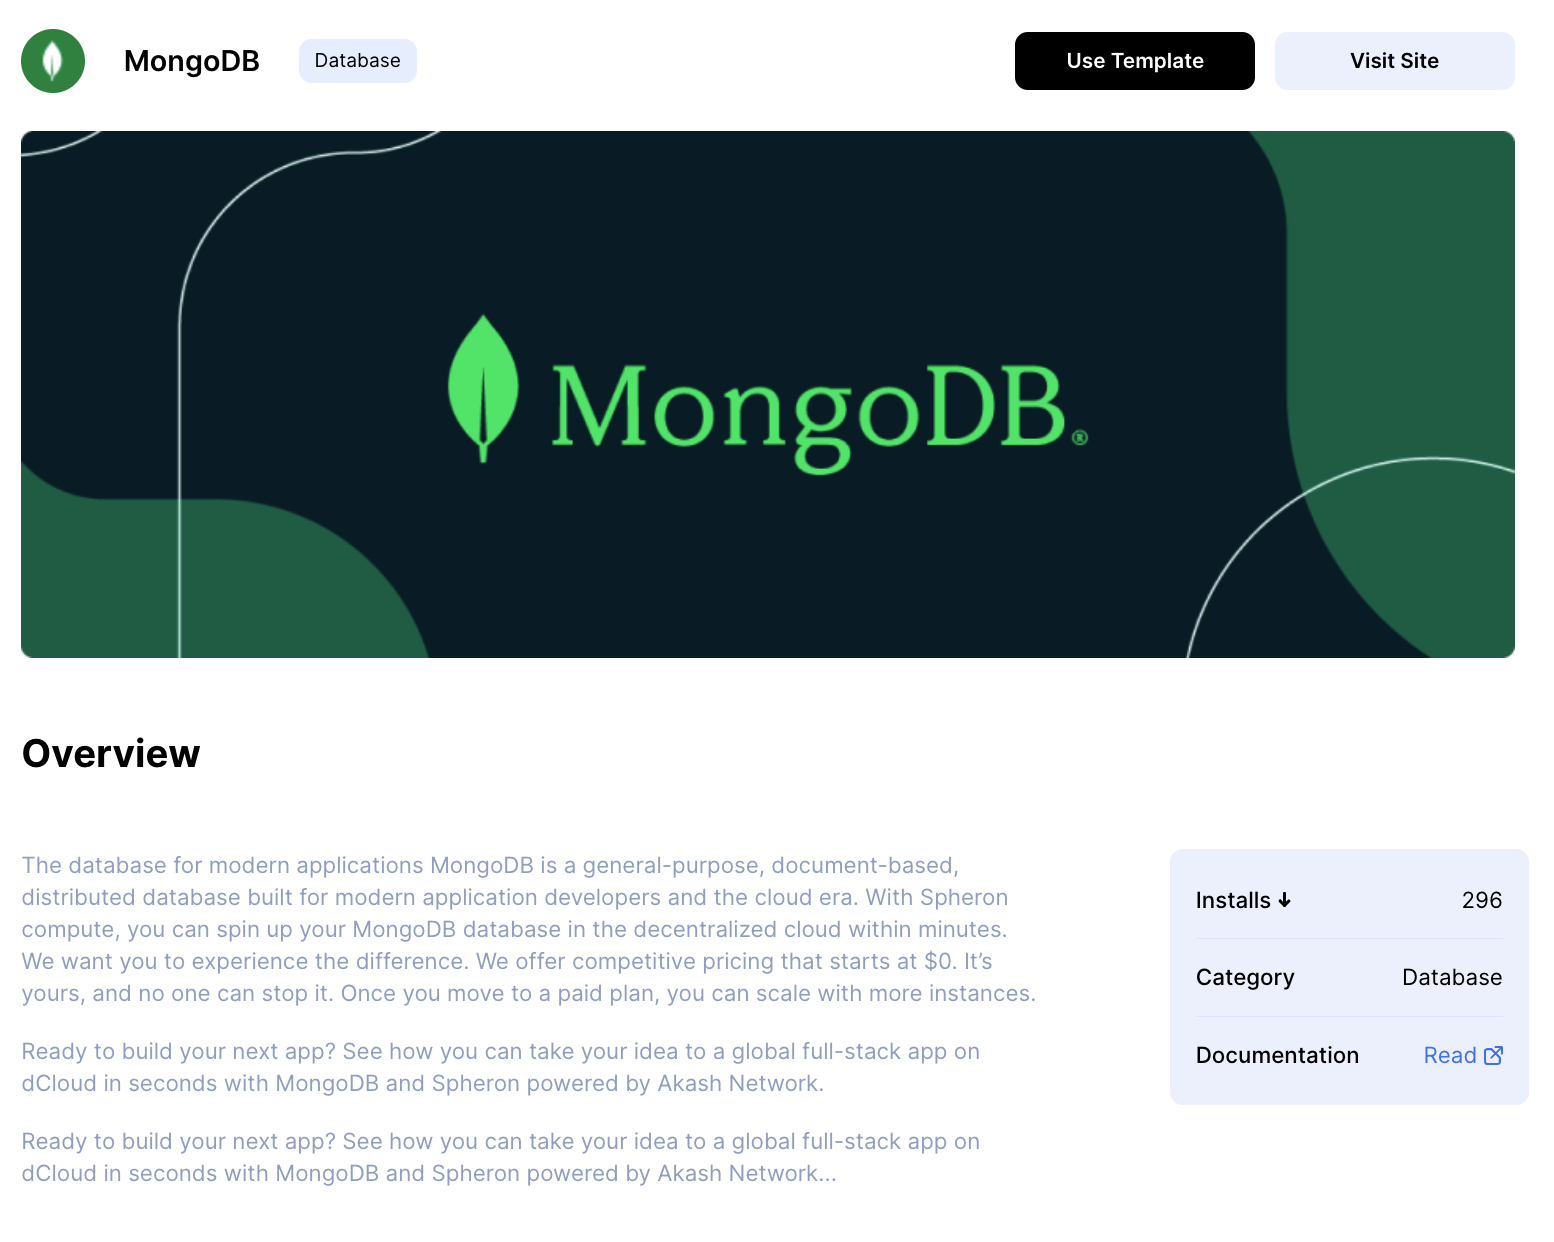 MongoDB
Database
Use Template
Visit Site
MongoDB®
Overview
The database for modern applications MongoDB is a general-purpose, document-based,
distributed database built for modern application developers and the cloud era. With Spheron
compute, you can spin up your MongoDB database in the decentralized cloud within minutes.
We want you to experience the difference. We offer competitive pricing that starts at $0. It’s
yours, and no one can stop it. Once you move to a paid plan, you can scale with more instances.
Ready to build your next app? See how you can take your idea to a global full-stack app on
dCloud in seconds with MongoDB and Spheron powered by Akash Network.
Ready to build your next app? See how you can take your idea to a global full-stack app on
dCloud in seconds with MongoDB and Spheron powered by Akash Network...
Installs 296
Category Database
Documentation Read